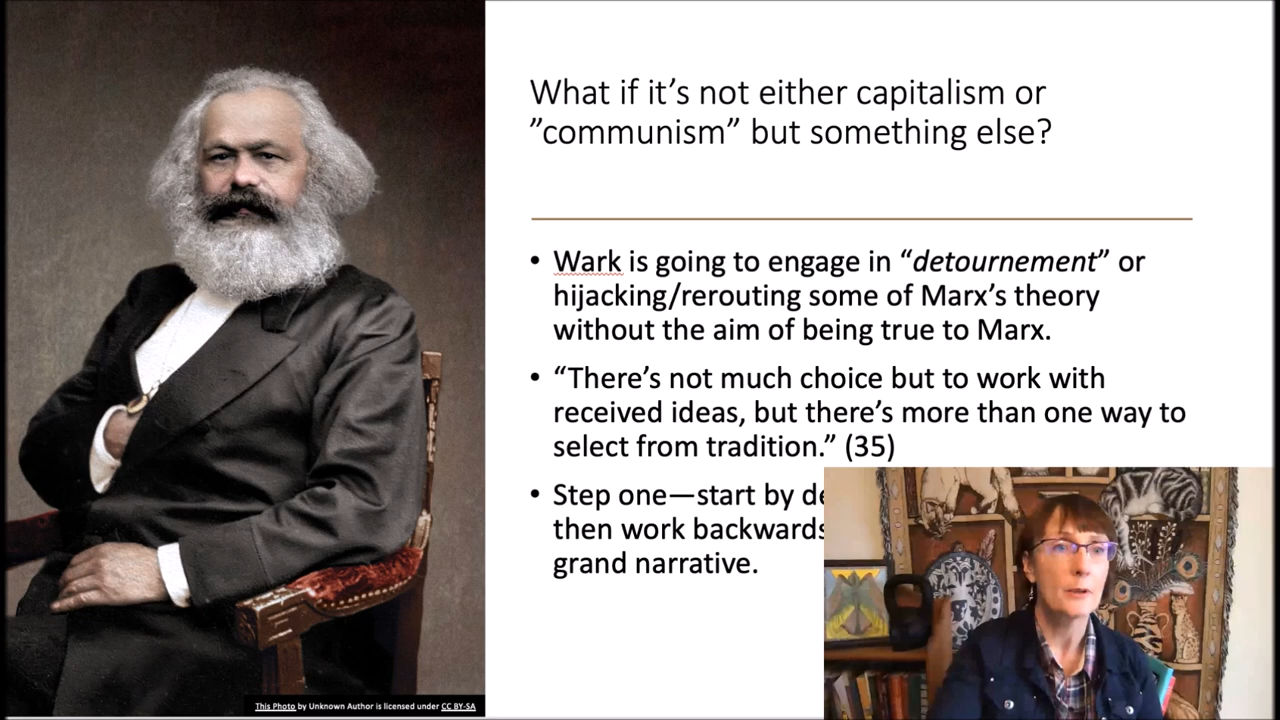 What if it's not either capitalism or
”communism” but something else?
• Wark is going to engage in “detournement” or
hijacking/rerouting some of Marx’s theory
without the aim of being true to Marx.
• “There’s not much choice but to work with
received ideas, but there’s more than one way to
select from tradition.” (35)
• Step one—start by de
then work backwards
grand narrative.
This Photo by Unknown Author is licensed under CC BY-SA